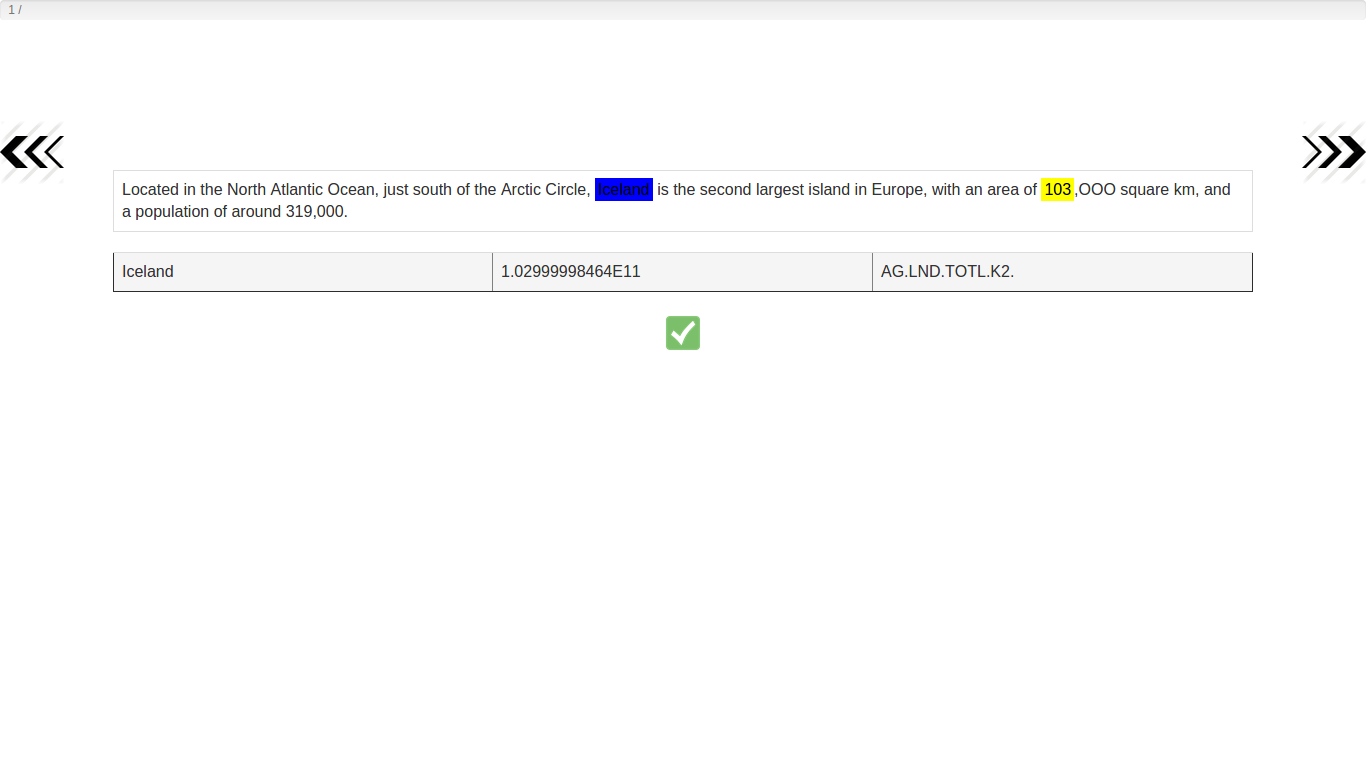 1 /
Located in the North Atlantic Ocean, just south of the Arctic Circle, Iceland is the second largest island in Europe, with an area of 103,OOO square km, and
a population of around 319,000.
Iceland 1.02999998464E11 AG.LND.TOTL.K2.